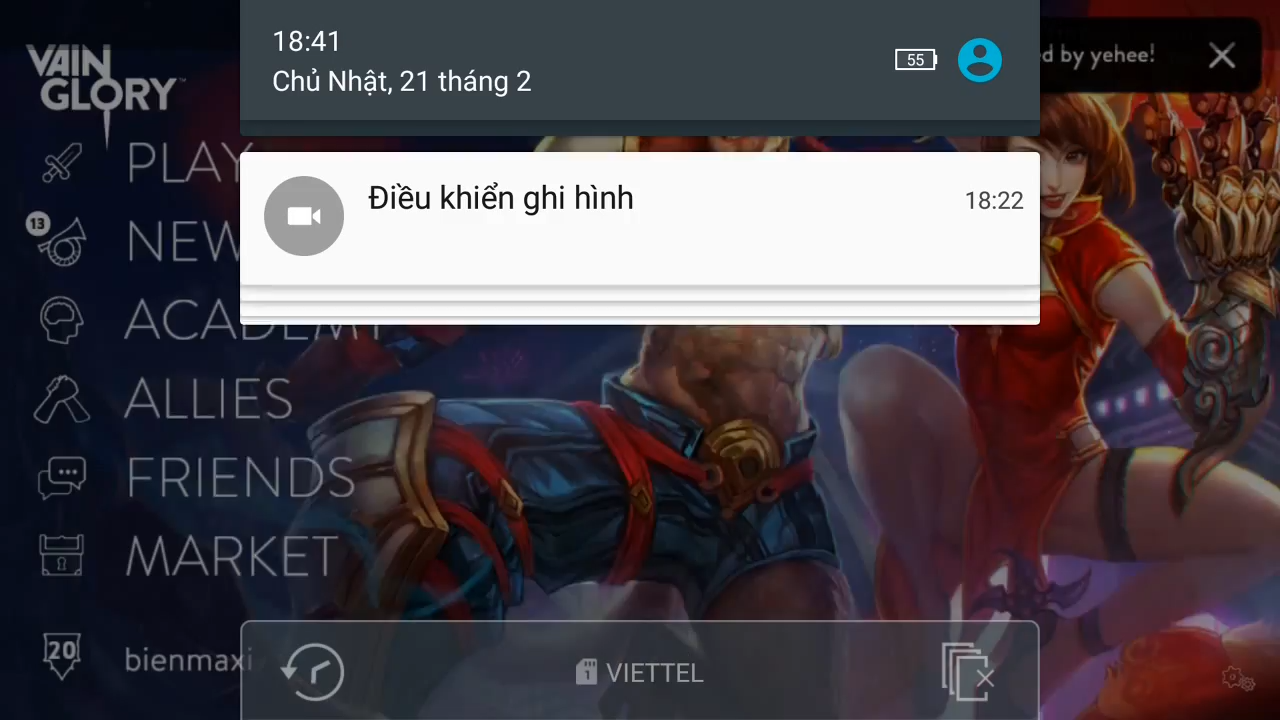 18:41
Chủ Nhật, 21 tháng 2
55
d by yehee!
VAIN
GLORY™
PLAY
Điều khiển ghi hình
18:22
13
NEW
ACADEMY
ALLIES
FRIENDS
MARKET
20
bienmaxi
1
VIETTEL